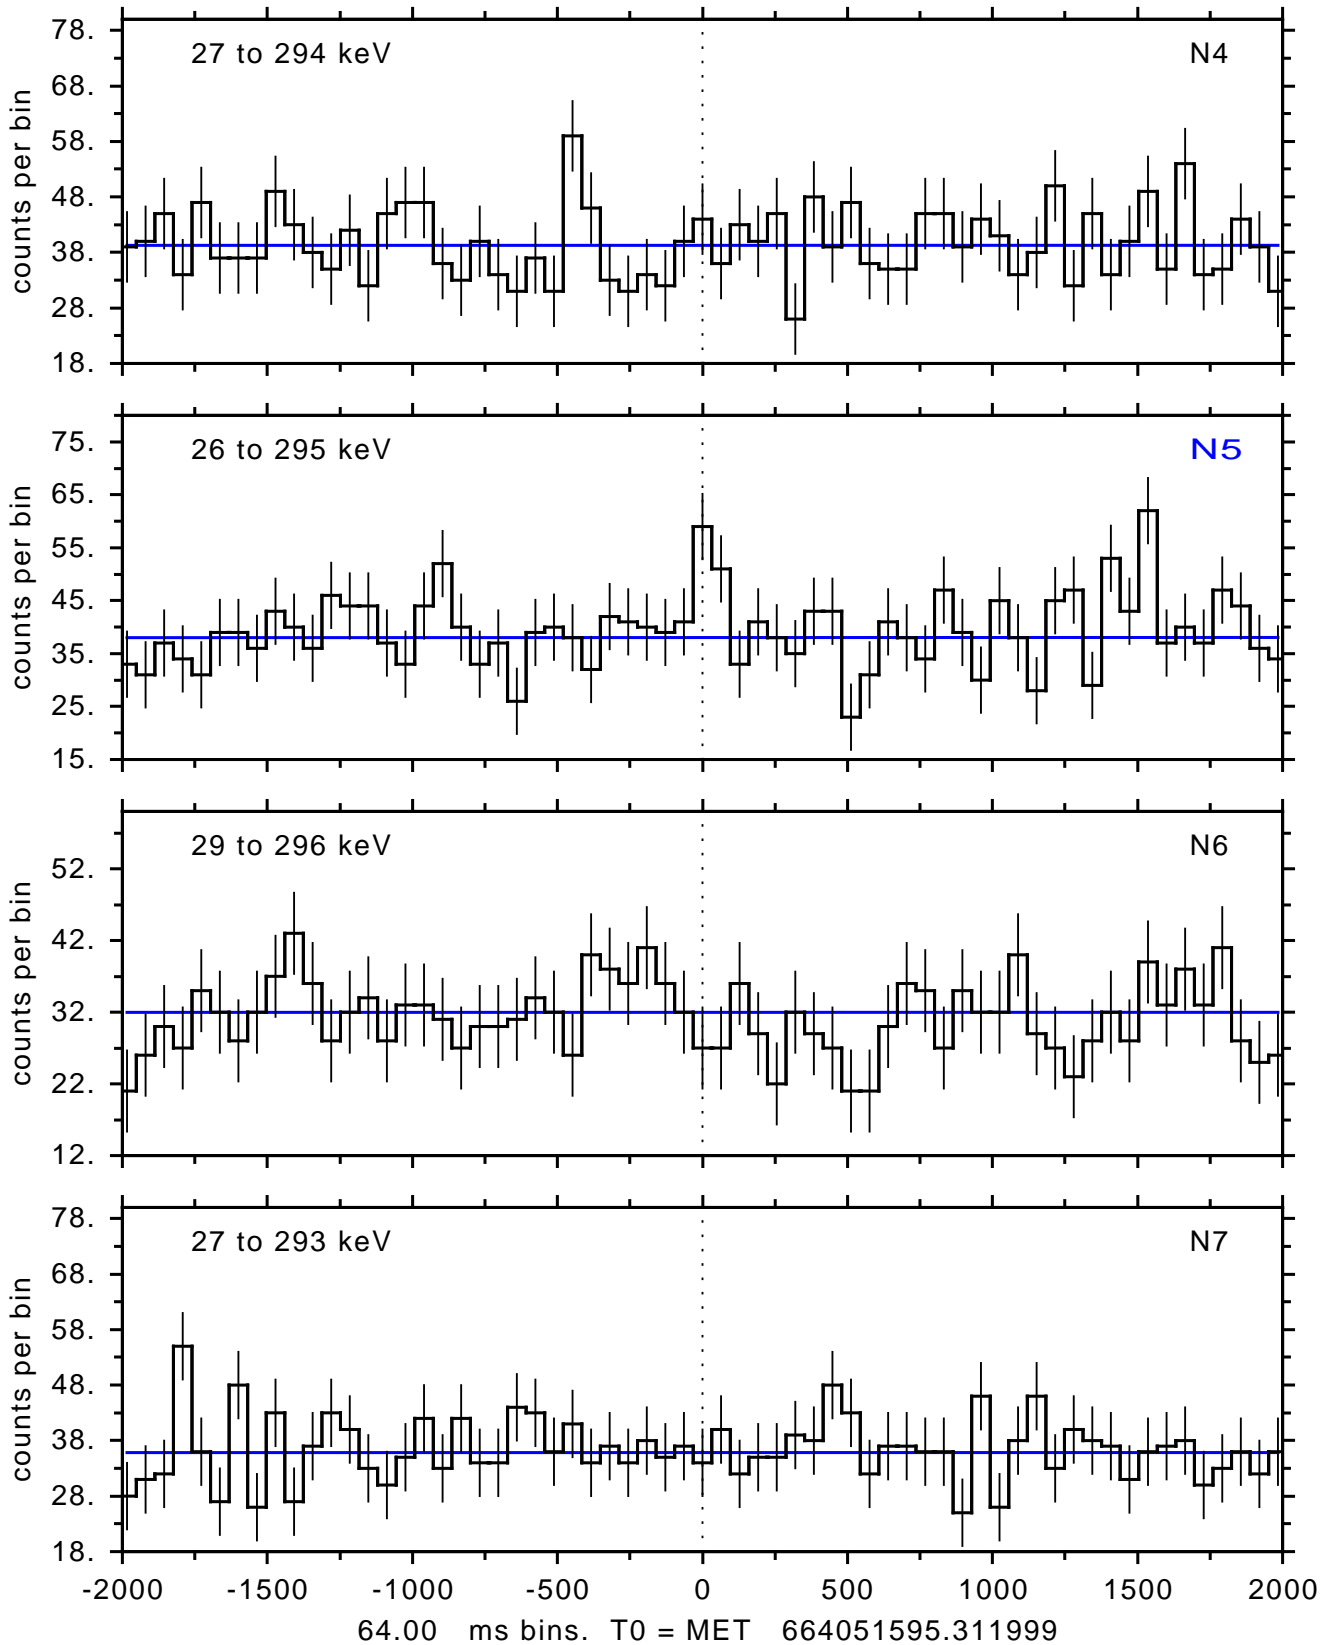 78.
27 to 294 keV N4
68.
58.
48.
38.
28.
18.
counts per bin
75.
26 to 295 keV N5
65.
55.
45.
35.
25.
15.
counts per bin
29 to 296 keV N6
52.
42.
32.
22.
12.
counts per bin
78.
27 to 293 keV N7
68.
58.
48.
38.
28.
18.
counts per bin
-2000 -1500 -1000 -500 0 500 1000 1500 2000
64.00 ms bins. T0 = MET 664051595.311999